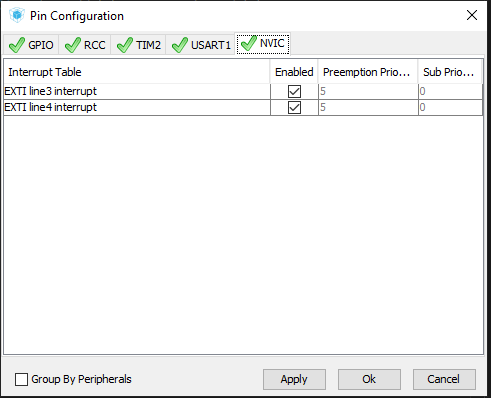 Pin Configuration
GPIO RCC TIM2 USART1 NVIC
Interrupt Table Enabled Preemption Prio... Sub Prio...
EXTI line3 interrupt 5 0
EXTI line4 interrupt 5 0
Group By Peripherals Apply Ok Cancel